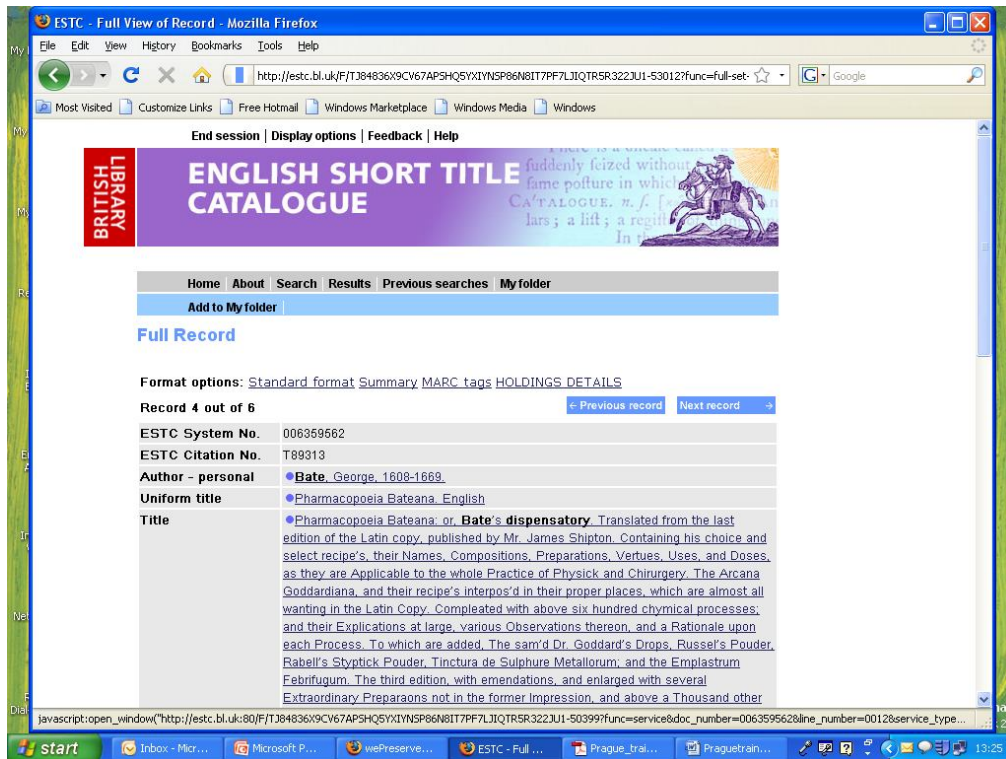 ESTC - Full View of Record - Mozilla Firefox
File Edit View History Bookmarks Tools Help
http://estc.bl.uk/F/TJ84836X9CV67APSHQ5YXIYNSP86N8IT7PF7LJIQTR5R322JU1-53012?func=full-set-
Google
Most Visited Customize Links Free Hotmail Windows Marketplace Windows Media Windows
End session | Display options | Feedback | Help
BRITISH LIBRARY
ENGLISH SHORT TITLE
CATALOGUE
suddenly ſeized without
ſame poſture in which
CATALOGUE. n. ſ.
lars ; a liſt ; a
In
Home About Search Results Previous searches My folder
Add to My folder
Full Record
Format options: Standard format Summary MARC tags HOLDINGS DETAILS
Record 4 out of 6
← Previous record Next record →
ESTC System No. 006359562
ESTC Citation No. T89313
Author - personal Bate, George, 1608-1669.
Uniform title Pharmacopoeia Bateana. English
Title Pharmacopoeia Bateana: or, Bate's dispensatory. Translated from the last
edition of the Latin copy, published by Mr. James Shipton. Containing his choice and
select recipe's, their Names, Compositions, Preparations, Vertues, Uses, and Doses,
as they are Applicable to the whole Practice of Physick and Chirurgery. The Arcana
Goddardiana, and their recipe's interpos'd in their proper places, which are almost all
wanting in the Latin Copy. Compleated with above six hundred chymical processes;
and their Explications at large, various Observations thereon, and a Rationale upon
each Process. To which are added, The sam'd Dr. Goddard's Drops, Russel's Pouder,
Rabell's Styptick Pouder, Tinctura de Sulphure Metallorum; and the Emplastrum
Febrifugum. The third edition, with emendations, and enlarged with several
Extraordinary Preparaons not in the former Impression, and above a Thousand other
javascript:open_window("http://estc.bl.uk:80/F/TJ84836X9CV67APSHQ5YXIYNSP86N8IT7PF7LJIQTR5R322JU1-50399?func=service&doc_number=006359562&line_number=0012&service_type...
start Inbox - Micr... Microsoft P... wePreserve... ESTC - Full ... Prague_trai... Praguetrain... 13:25